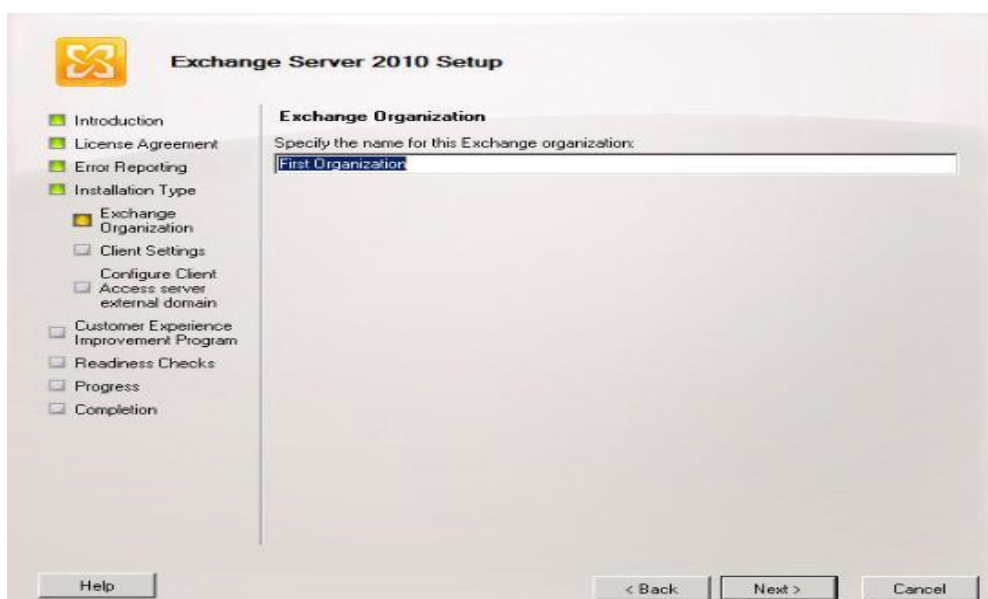 Exchange Server 2010 Setup
Introduction
License Agreement
Error Reporting
Installation Type
Exchange
Organization
Client Settings
Configure Client
Access server
external domain
Customer Experience
Improvement Program
Readiness Checks
Progress
Completion
Exchange Organization
Specify the name for this Exchange organization:
First Organization
Help
< Back
Next >
Cancel